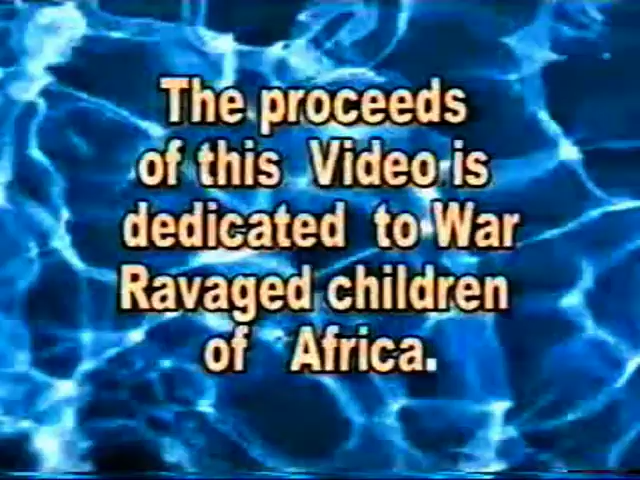 The proceeds
of this Video is
dedicated to War
Ravaged children
of Africa.